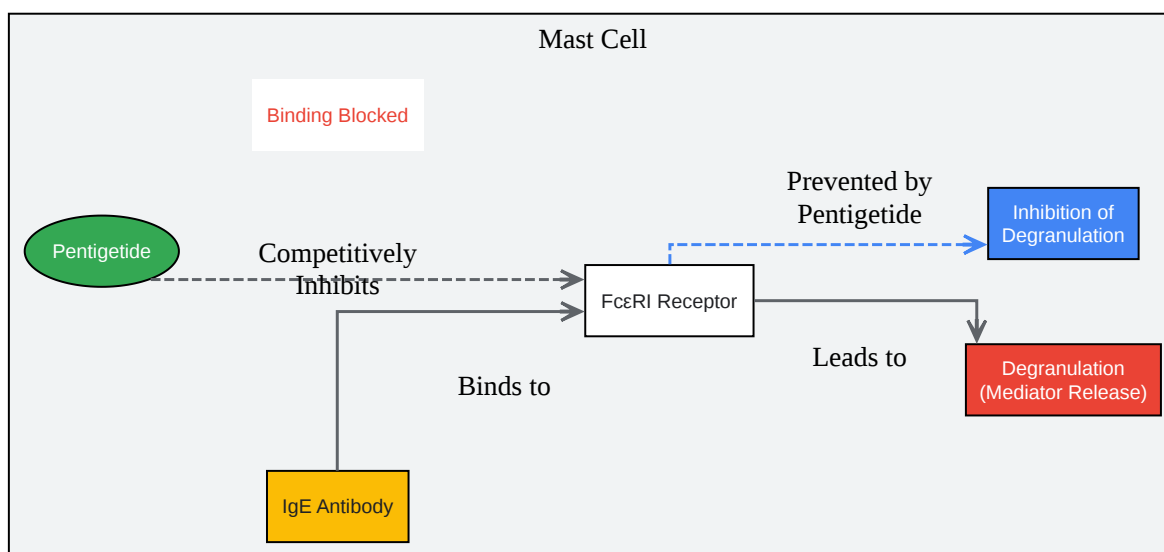 Mast Cell
Binding Blocked
Prevented by
Pentigetide
Inhibition of
Degranulation
Pentigetide
Competitively
Inhibits
FcεRI Receptor
Leads to
Degranulation
(Mediator Release)
Binds to
IgE Antibody